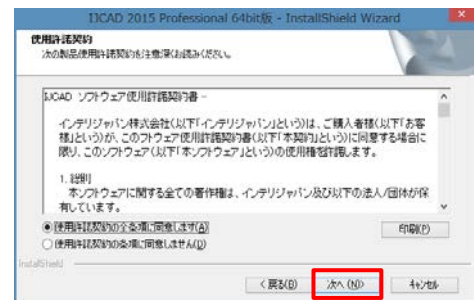 IJCAD 2015 Professional 64bit版 - InstallShield Wizard
使用許諾契約
次の製品使用許諾契約を注意深くお読みください。
IJCAD ソフトウェア使用許諾契約書 -
インテリジャパン株式会社(以下「インテリジャパン」という)は、ご購入者様(以下「お客
様」という)が、このソフトウェア使用許諾契約書(以下「本契約」という)に同意する場合に
限り、このソフトウェア(以下「本ソフトウェア」という)の使用権を許諾します。
1. 総則
本ソフトウェアに関する全ての著作権は、インテリジャパン及び以下の法人/団体が保
有しています。
使用許諾契約の全条項に同意します(A)
印刷(P)
使用許諾契約の条項に同意しません(D)
InstallShield
< 戻る(B)
次へ (N)>
キャンセル